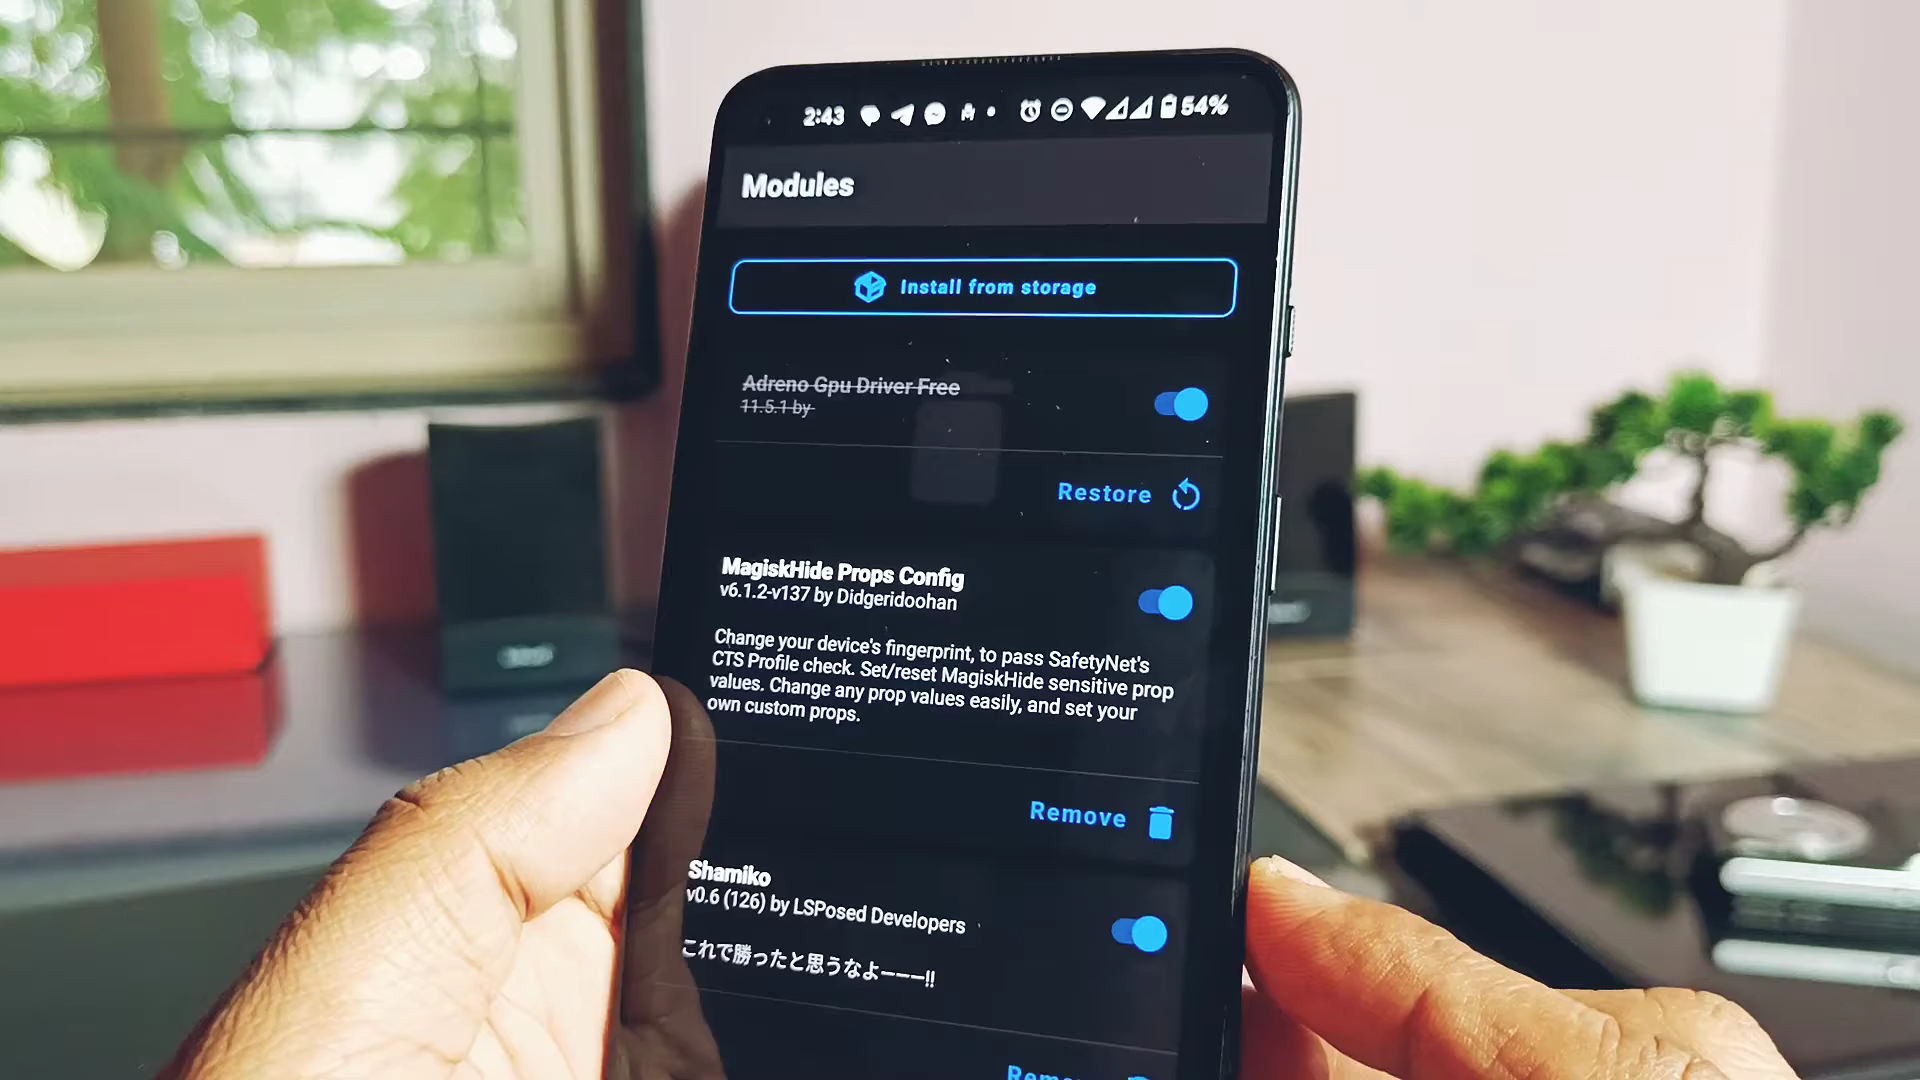 2:43
54%
Modules
Install from storage
Adreno Gpu Driver Free
11.5.1 by
Restore
MagiskHide Props Config
v6.1.2-v137 by Didgeridoohan
Change your device's fingerprint, to pass SafetyNet's
CTS Profile check. Set/reset MagiskHide sensitive prop
values. Change any prop values easily, and set your
own custom props.
Remove
Shamiko
v0.6 (126) by LSPosed Developers
これで勝ったと思うなよーーー!!